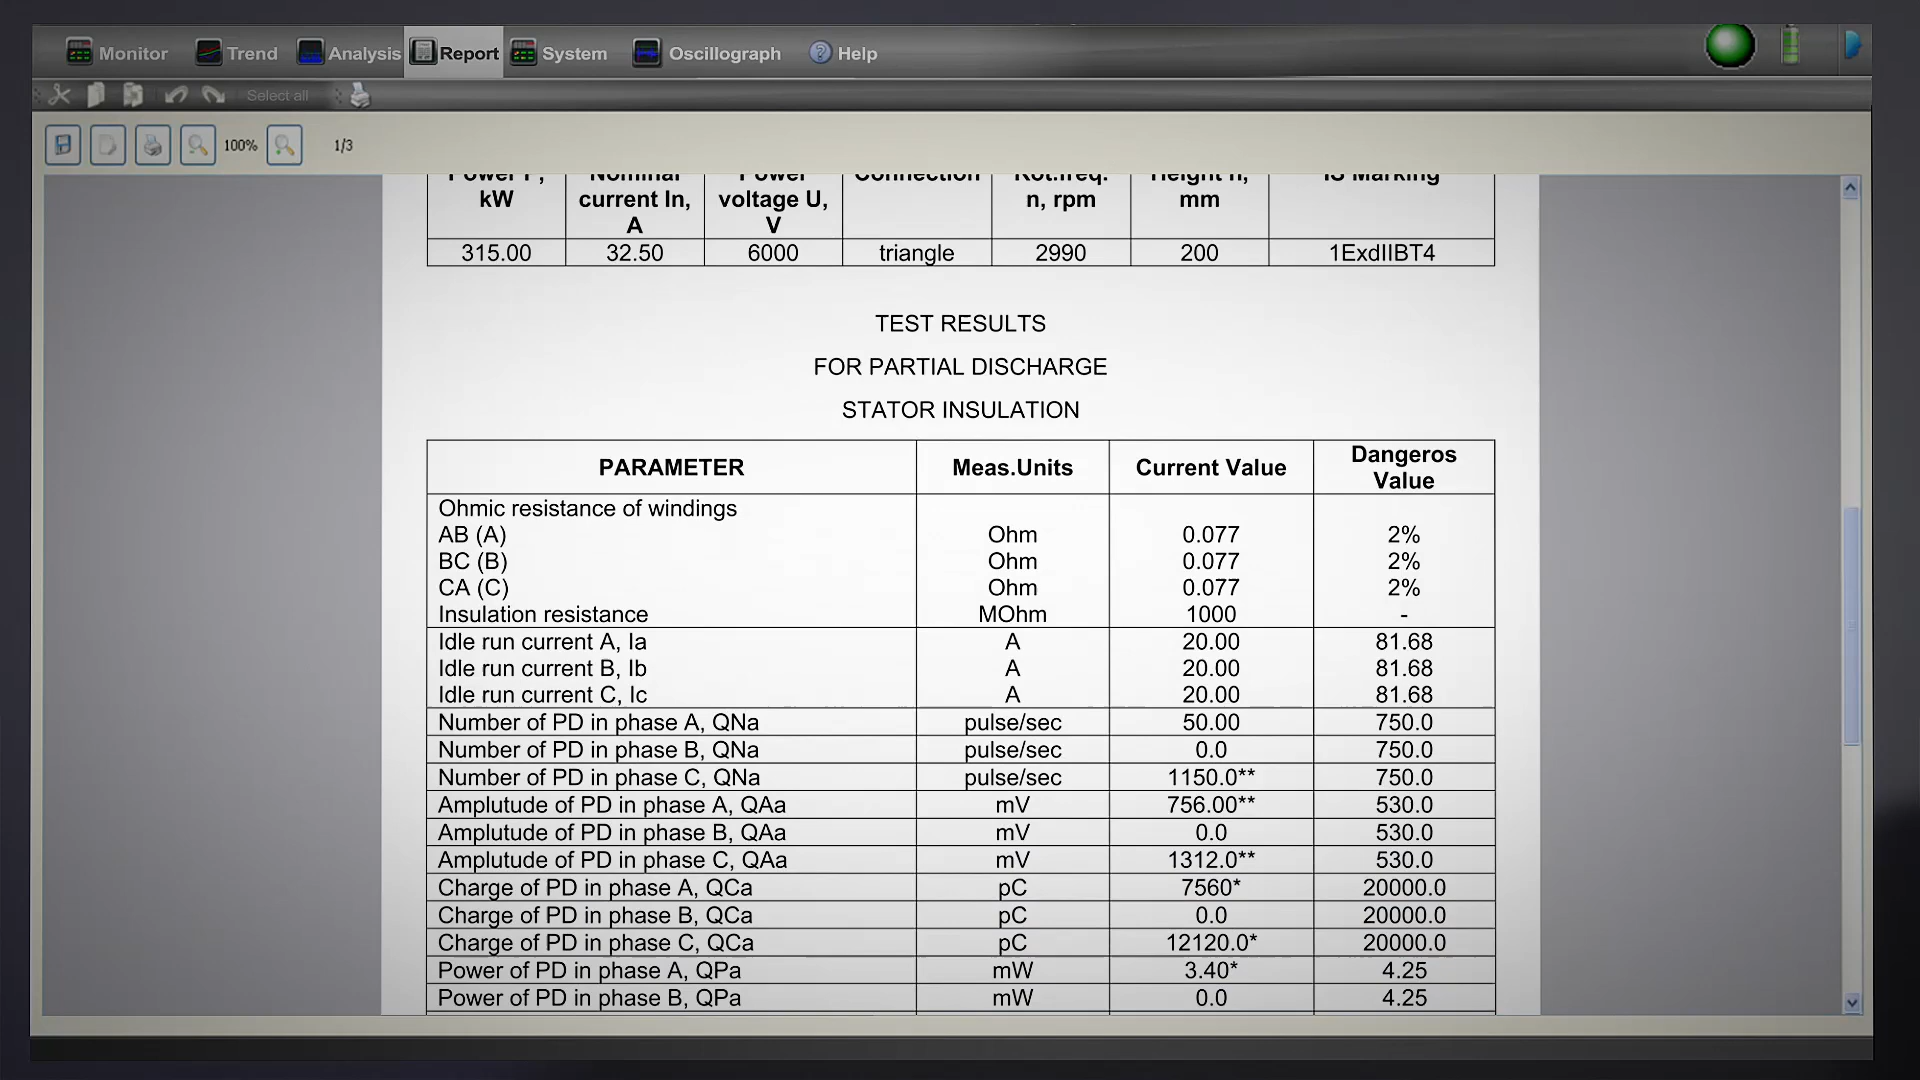 Monitor Trend Analysis Report System Oscillograph Help
Select all
100% 1/3
Power P, Nominal Power Connection Rot.freq. Height h, IS Marking
kW current In, voltage U, n, rpm mm
A V
315.00 32.50 6000 triangle 2990 200 1ExdIIBT4
TEST RESULTS
FOR PARTIAL DISCHARGE
STATOR INSULATION
PARAMETER Meas.Units Current Value Dangeros Value
Ohmic resistance of windings
AB (A) Ohm 0.077 2%
BC (B) Ohm 0.077 2%
CA (C) Ohm 0.077 2%
Insulation resistance MOhm 1000 -
Idle run current A, Ia A 20.00 81.68
Idle run current B, Ib A 20.00 81.68
Idle run current C, Ic A 20.00 81.68
Number of PD in phase A, QNa pulse/sec 50.00 750.0
Number of PD in phase B, QNa pulse/sec 0.0 750.0
Number of PD in phase C, QNa pulse/sec 1150.0** 750.0
Amplutude of PD in phase A, QAa mV 756.00** 530.0
Amplutude of PD in phase B, QAa mV 0.0 530.0
Amplutude of PD in phase C, QAa mV 1312.0** 530.0
Charge of PD in phase A, QCa pC 7560* 20000.0
Charge of PD in phase B, QCa pC 0.0 20000.0
Charge of PD in phase C, QCa pC 12120.0* 20000.0
Power of PD in phase A, QPa mW 3.40* 4.25
Power of PD in phase B, QPa mW 0.0 4.25